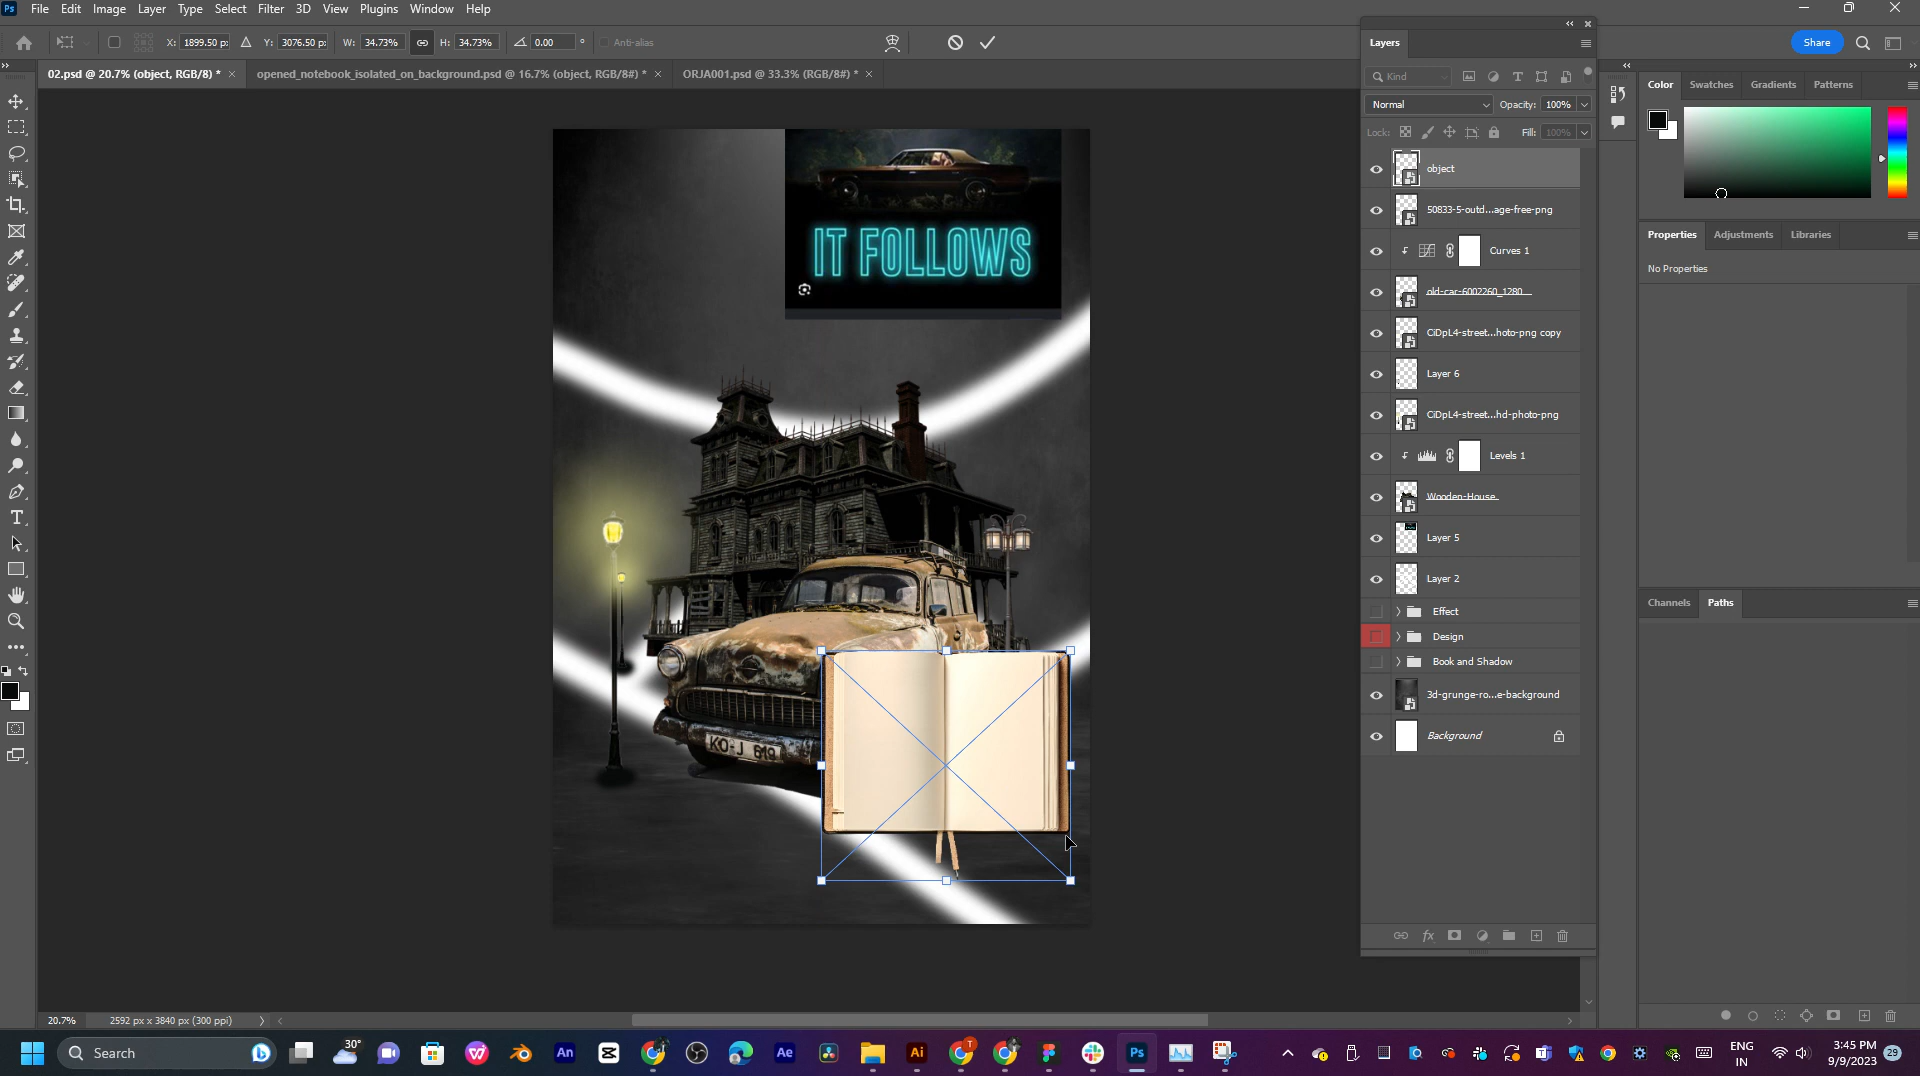 Ps File Edit Image Layer Type Select Filter 3D View Plugins Window Help
X: 1899.50 px Y: 3076.50 px W: 34.73% H: 34.73% 0.00 ° Anti-alias
Share
02.psd @ 20.7% (object, RGB/8) *
opened_notebook_isolated_on_background.psd @ 16.7% (object, RGB/8#) *
ORJA001.psd @ 33.3% (RGB/8#) *
IT FOLLOWS
KO-J 619
Layers
Kind
Normal
Opacity: 100%
Lock:
Fill: 100%
object
50833-5-outd...age-free-png
Curves 1
old-car-6002260_1280
CiDpL4-street...hoto-png copy
Layer 6
CiDpL4-street...hd-photo-png
Levels 1
Wooden-House
Layer 5
Layer 2
Effect
Design
Book and Shadow
3d-grunge-ro...e-background
Background
fx
Color Swatches Gradients Patterns
Properties Adjustments Libraries
No Properties
Channels Paths
20.7% 2592 px x 3840 px (300 ppi)
Search
30°
An
Ae
Ai
T
Ps
ENG
IN
3:45 PM
9/9/2023
29